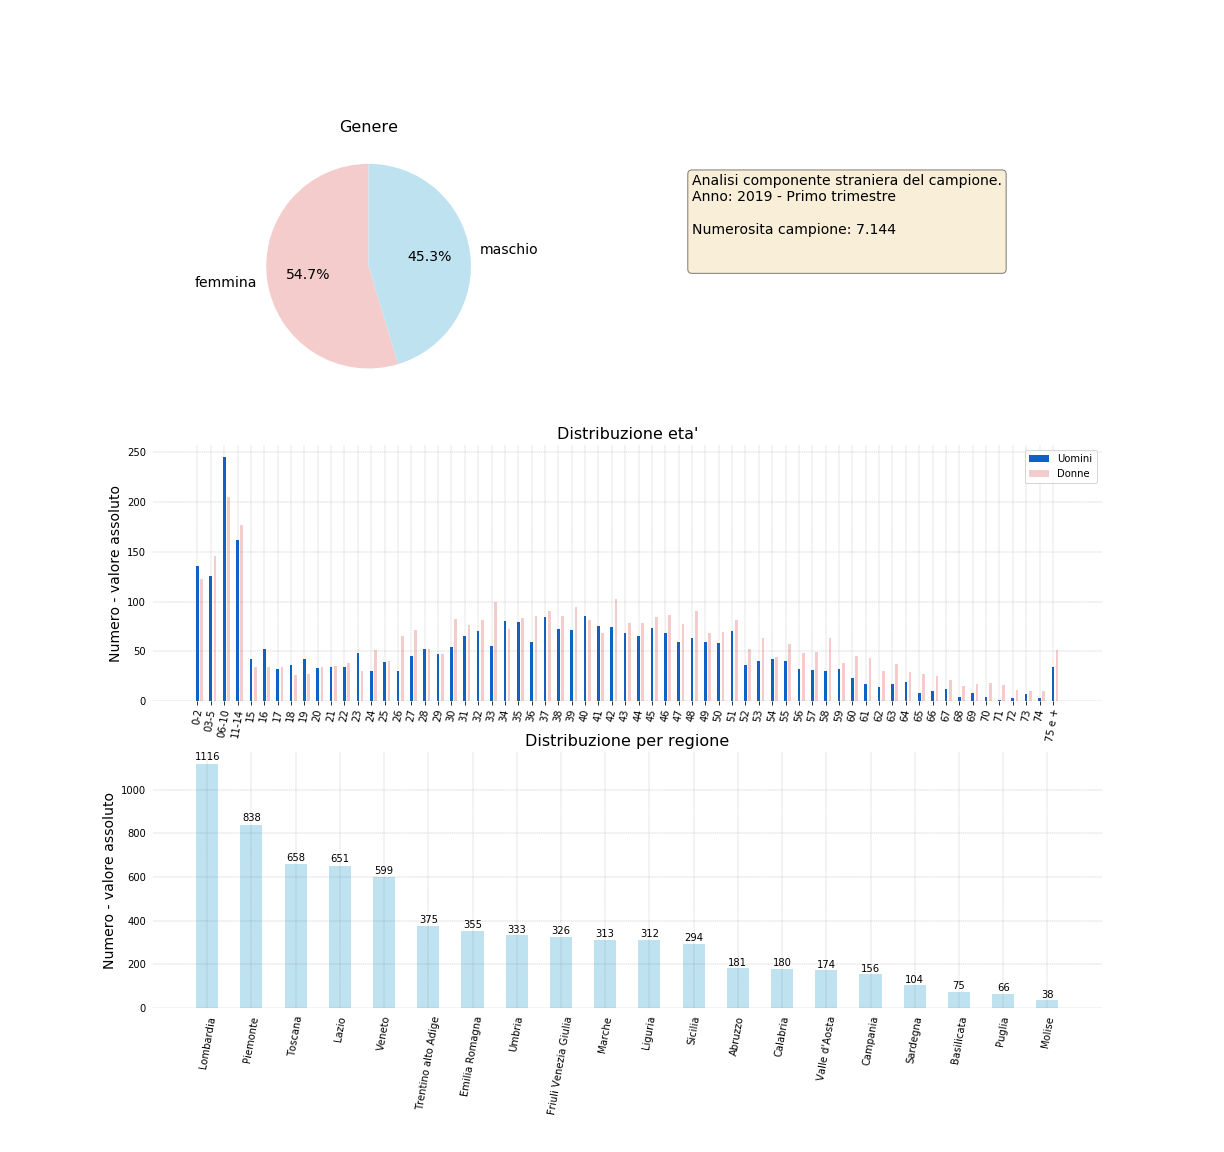 Genere
maschio
45.3%
54.7%
femmina
Analisi componente straniera del campione.
Anno: 2019 - Primo trimestre
Numerosita campione: 7.144
Distribuzione eta'
Numero - valore assoluto
250
200
150
100
50
0
Uomini
Donne
0-2 03-5 06-10 11-14 15 16 17 18 19 20 21 22 23 24 25 26 27 28 29 30 31 32 33 34 35 36 37 38 39 40 41 42 43 44 45 46 47 48 49 50 51 52 53 54 55 56 57 58 59 60 61 62 63 64 65 66 67 68 69 70 71 72 73 74 75 e +
Distribuzione per regione
Numero - valore assoluto
1000
800
600
400
200
0
1116 838 658 651 599 375 355 333 326 313 312 294 181 180 174 156 104 75 66 38
Lombardia Piemonte Toscana Lazio Veneto Trentino alto Adige Emilia Romagna Umbria Friuli Venezia Giulia Marche Liguria Sicilia Abruzzo Calabria Valle d'Aosta Campania Sardegna Basilicata Puglia Molise